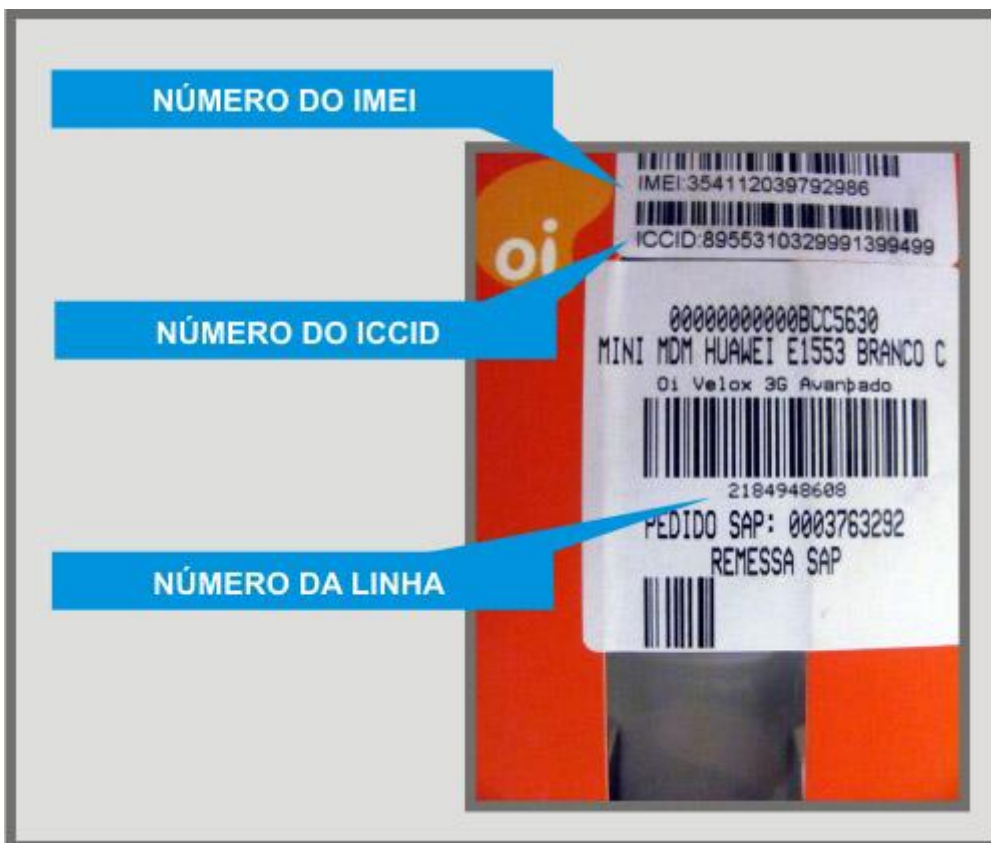 NÚMERO DO IMEI
IMEI:354112039792986
oi
ICCID:8955310329991399499
NÚMERO DO ICCID
00000000000BCC5630
MINI MDM HUAWEI E1553 BRANCO C
Oi Velox 3G Avanþado
2184948608
PEDIDO SAP: 0003763292
REMESSA SAP
NÚMERO DA LINHA